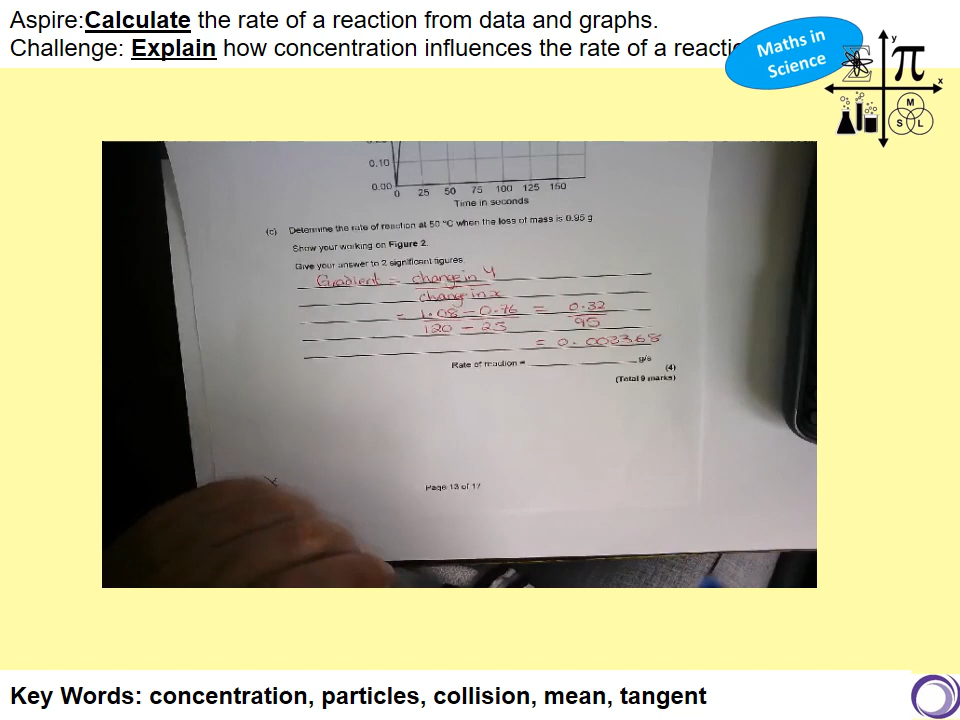 Aspire:Calculate the rate of a reaction from data and graphs.
Challenge: Explain how concentration influences the rate of a reaction
Maths in
Science
y
π
x
M
S L
0.10
0.00
0 25 50 75 100 125 150
Time in seconds
(c) Determine the rate of reaction at 50 °C when the loss of mass is 0.95 g
Show your working on Figure 2.
Give your answer to 2 significant figures.
Gradient = change in y
change in x
= 1.08 - 0.76 = 0.32
120 - 25 95
= 0.003368
Rate of reaction = g/s
(4)
(Total 9 marks)
Page 13 of 17
Key Words: concentration, particles, collision, mean, tangent